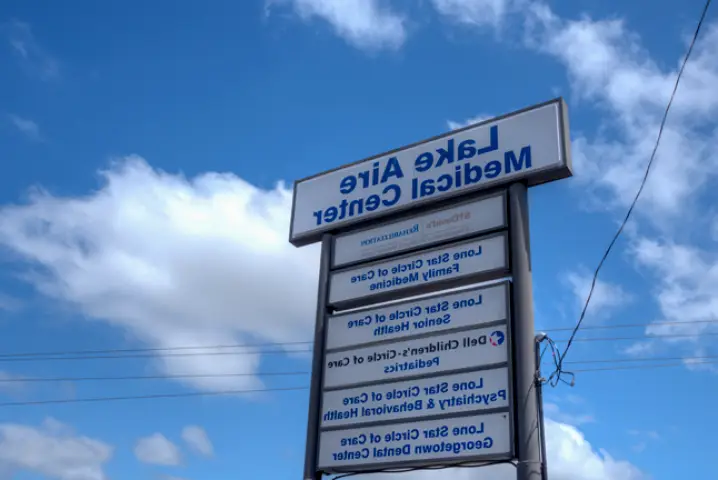 Lake Aire
Medical Center
REHABILITATION
Lone Star Circle of Care
Family Medicine
Lone Star Circle of Care
Senior Health
Dell Children's-Circle of Care
Pediatrics
Lone Star Circle of Care
Psychiatry & Behavioral Health
Lone Star Circle of Care
Georgetown Dental Center